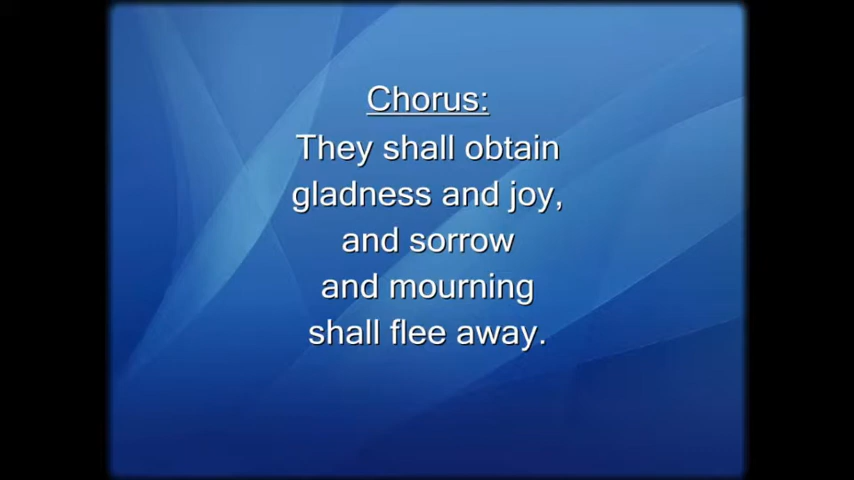 Chorus:
They shall obtain
gladness and joy,
and sorrow
and mourning
shall flee away.